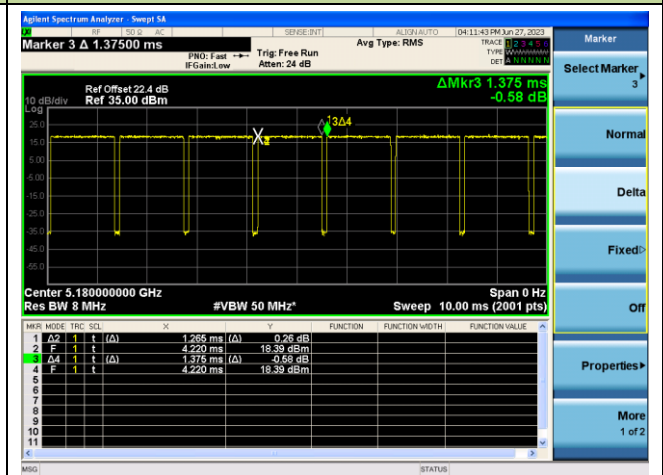 Agilent Spectrum Analyzer - Swept SA
RF 50 Ω AC SENSE:INT ALIGN AUTO 04:11:43 PM Jun 27, 2023
Marker 3 Δ 1.37500 ms Avg Type: RMS TRACE 1 2 3 4 5 6
PNO: Fast Trig: Free Run TYPE
IFGain:Low Atten: 24 dB DET A N N N N N
Marker
Select Marker
3
Normal
Delta
Fixed
Off
Properties
More
1 of 2
ΔMkr3 1.375 ms
-0.58 dB
Ref Offset 22.4 dB
10 dB/div Ref 35.00 dBm
Log
25.0
15.0
5.00
-5.00
-15.0
-25.0
-35.0
-45.0
-55.0
3Δ4
Center 5.180000000 GHz Span 0 Hz
Res BW 8 MHz #VBW 50 MHz* Sweep 10.00 ms (2001 pts)
MKR MODE TRC SCL X Y FUNCTION FUNCTION WIDTH FUNCTION VALUE
1 Δ2 1 t (Δ) 1.265 ms (Δ) 0.26 dB
2 F 1 t 4.220 ms 18.39 dBm
3 Δ4 1 t (Δ) 1.375 ms (Δ) -0.58 dB
4 F 1 t 4.220 ms 18.39 dBm
5
6
7
8
9
10
11
MSG STATUS